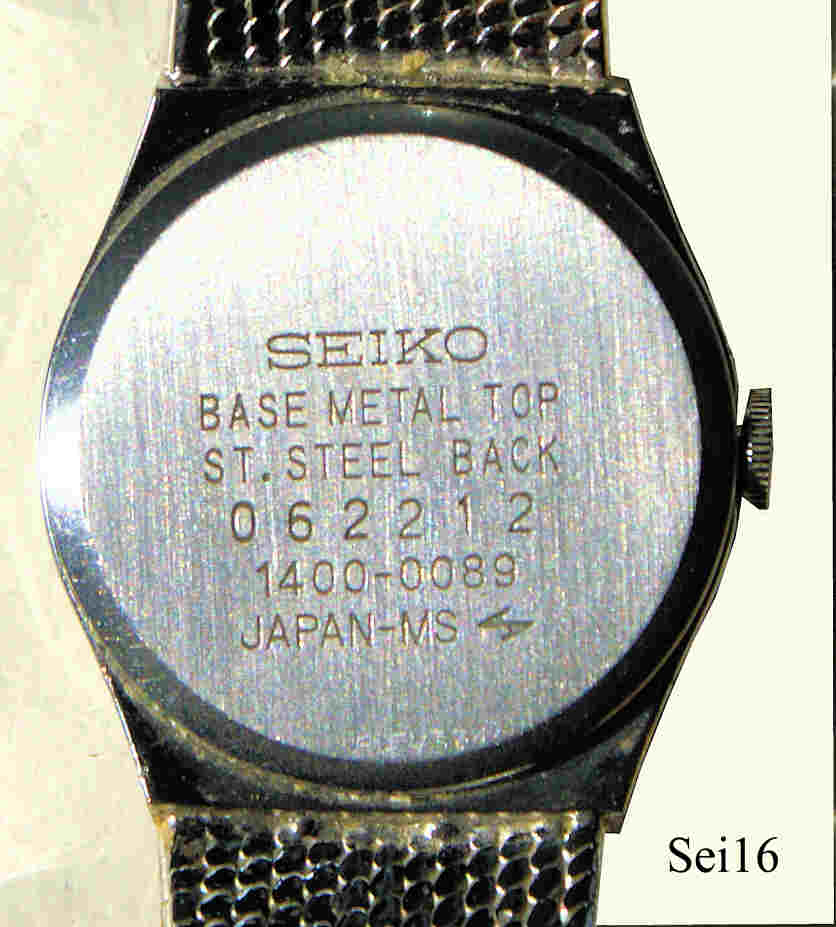 SEIKO
BASE METAL TOP
ST. STEEL BACK
062212
1400-0089
JAPAN-MS
Sei16